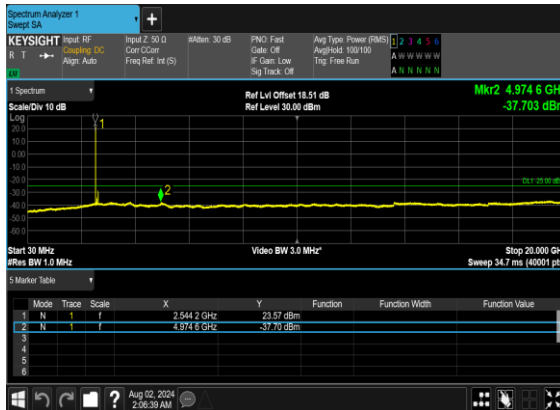 Spectrum Analyzer 1
Swept SA
+
KEYSIGHT
R T
Input: RF
Coupling: DC
Align: Auto
Input Z: 50 Ω
Corr CCorr
Freq Ref: Int (S)
#Atten: 30 dB
PNO: Fast
Gate: Off
IF Gain: Low
Sig Track: Off
Avg Type: Power (RMS)
Avg|Hold: 100/100
Trig: Free Run
1 2 3 4 5 6
A W W W W W
A N N N N N
1 Spectrum
Scale/Div 10 dB
Ref Lvl Offset 18.51 dB
Ref Level 30.00 dBm
Mkr2 4.974 6 GHz
-37.703 dBm
Log
20.0
10.0
0.00
-10.0
-20.0
-30.0
-40.0
-50.0
-60.0
1
2
DL1 -25.00 dB
Start 30 MHz
#Res BW 1.0 MHz
Video BW 3.0 MHz*
Stop 20.000 GH
Sweep 34.7 ms (40001 pts
5 Marker Table
Mode Trace Scale X Y Function Function Width Function Value
1 N 1 f 2.544 2 GHz 23.57 dBm
2 N 1 f 4.974 6 GHz -37.70 dBm
3
4
5
6
?
Aug 02, 2024
2:06:39 AM